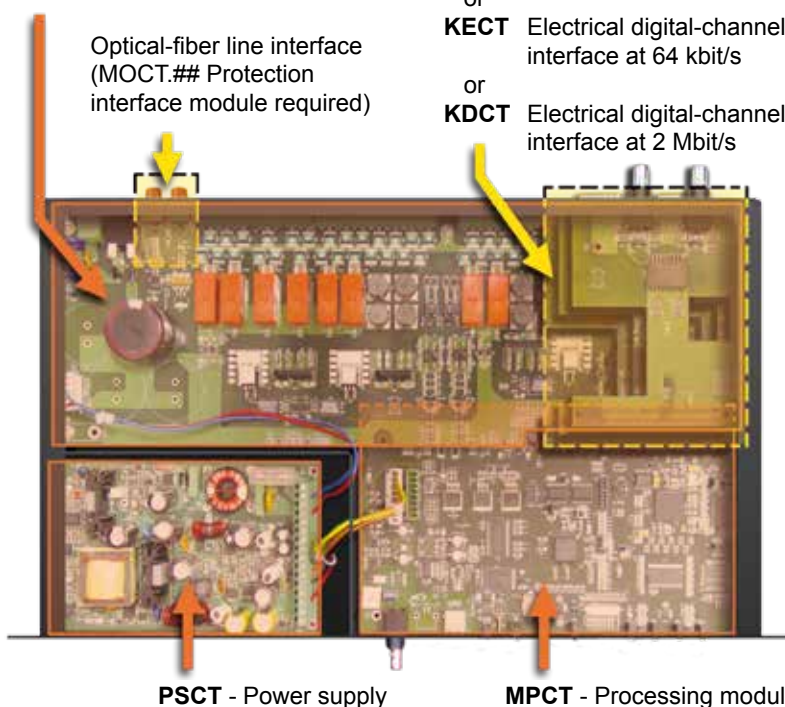 or
Optical-fiber line interface
(MOCT.## Protection
interface module required)
KECT Electrical digital-channel
interface at 64 kbit/s
or
KDCT Electrical digital-channel
interface at 2 Mbit/s
PSCT - Power supply
MPCT - Processing modul